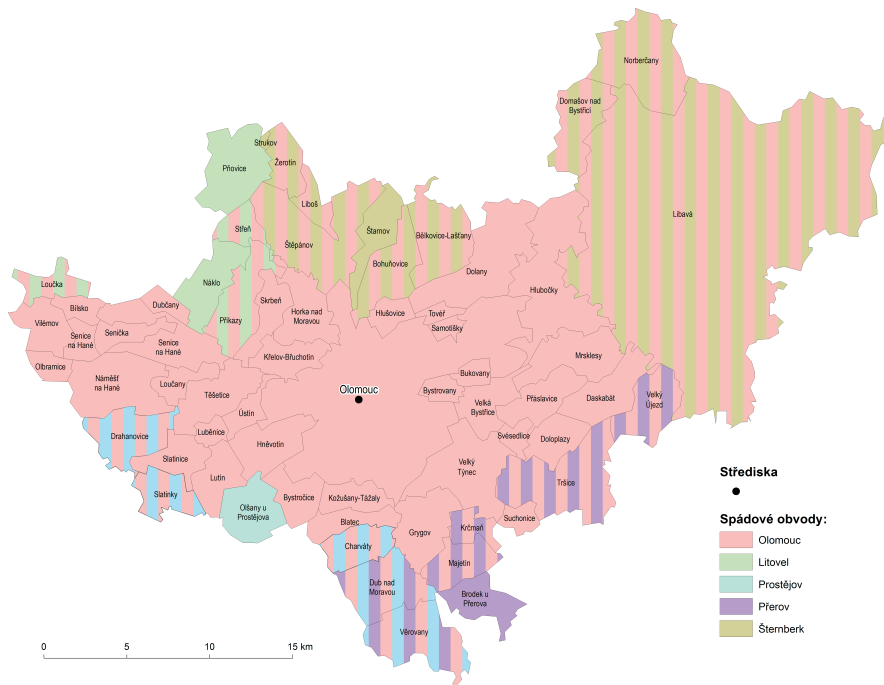 Norberčany
Domašov nad
Bystřicí
Strukov
Žerotín
Pňovice
Liboš
Libavá
Střeň
Štarnov
Štěpánov
Bělkovice-Lašťany
Bohuňovice
Dolany
Loučka
Náklo
Hlubočky
Skrbeň
Dubčany
Bílsko
Příkazy
Horka nad
Moravou
Hlušovice
Tovéř
Samotišky
Vilémov
Senička
Senice
na Hané
Senice
na Hané
Křelov-Břuchotín
Mrsklesy
Olbramice
Náměšť
na Hané
Loučany
Těšetice
Olomouc
Bukovany
Bystrovany
Přáslavice
Daskabát
Velký
Újezd
Velká
Bystřice
Ústín
Drahanovice
Luběnice
Hněvotín
Svésedlice
Doloplazy
Slatinice
Velký
Týnec
Lutín
Slatinky
Tršice
Olšany u
Prostějova
Bystročice
Kožušany-Tážaly
Blatec
Suchonice
Krčmaň
Grygov
Charváty
Majetín
Dub nad
Moravou
Brodek u
Přerova
Věrovany
0 5 10 15 km
Střediska
Spádové obvody:
Olomouc
Litovel
Prostějov
Přerov
Šternberk